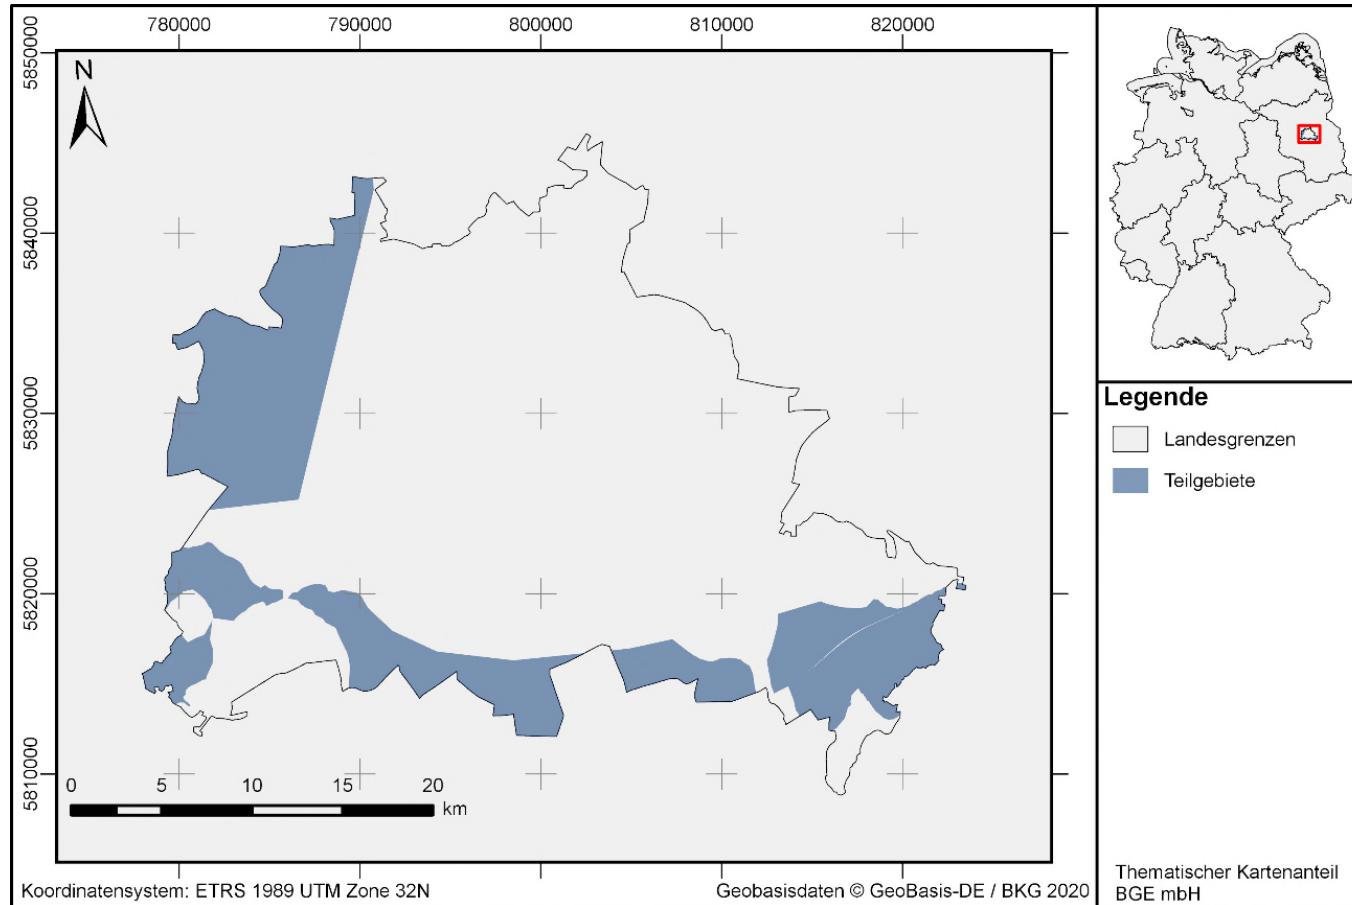 780000 790000 800000 810000 820000
5850000
5840000
5830000
5820000
5810000
N
0 5 10 15 20
km
Koordinatensystem: ETRS 1989 UTM Zone 32N
Geobasisdaten © GeoBasis-DE / BKG 2020
Legende
Landesgrenzen
Teilgebiete
Thematischer Kartenanteil
BGE mbH